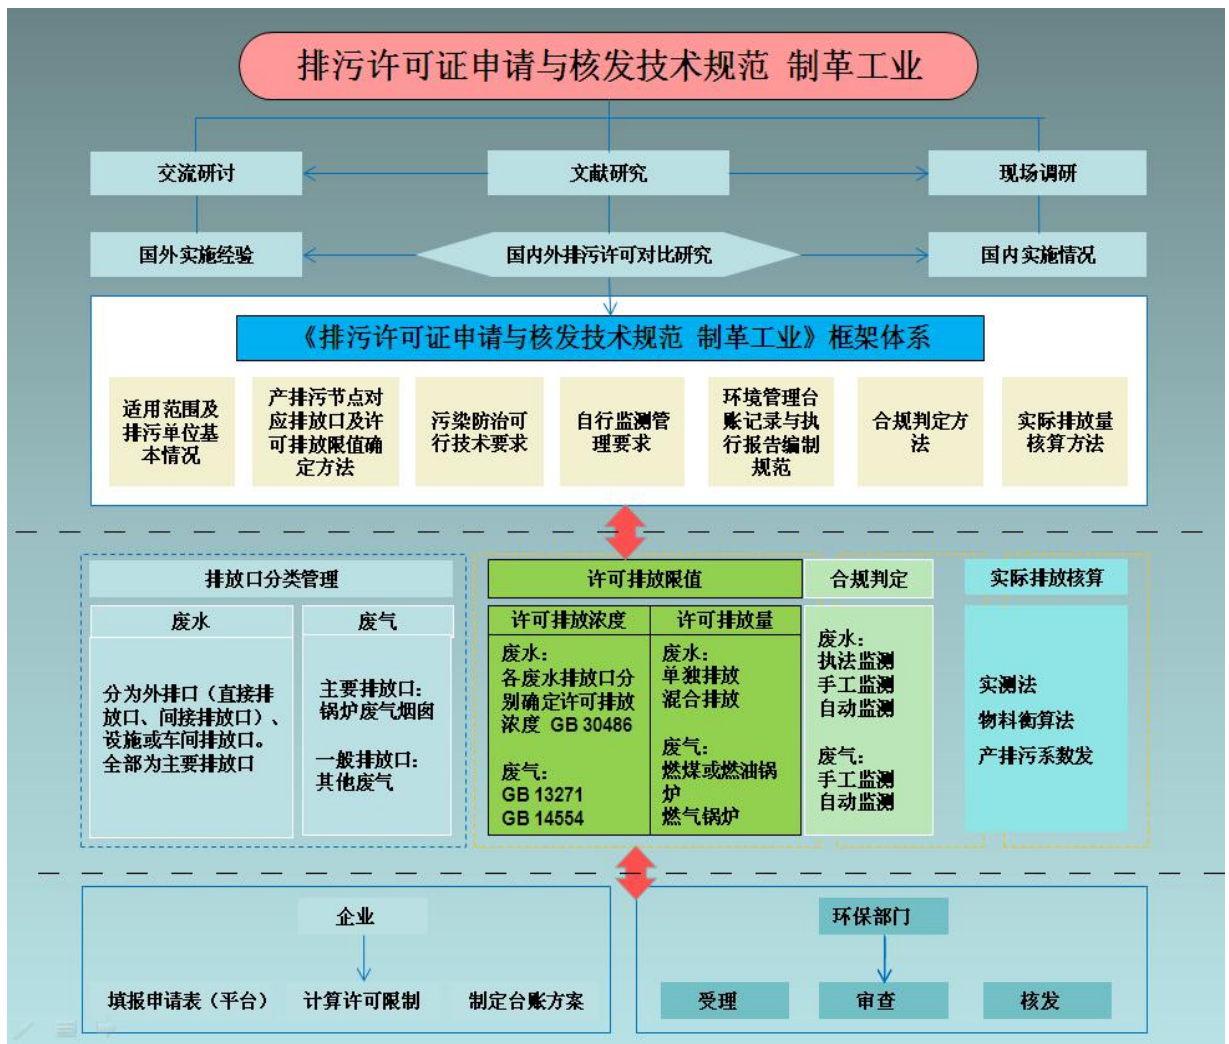 排污许可证申请与核发技术规范 制革工业
交流研讨
文献研究
现场调研
国外实施经验
国内外排污许可对比研究
国内实施情况
《排污许可证申请与核发技术规范 制革工业》框架体系
适用范围及
排污单位基
本情况
产排污节点对
应排放口及许
可排放限值确
定方法
污染防治可
行技术要求
自行监测管
理要求
环境管理台
账记录与执
行报告编制
规范
合规判定方
法
实际排放量
核算方法
排放口分类管理
废水
分为外排口（直接排
放口、间接排放口）、
设施或车间排放口。
全部为主要排放口
废气
主要排放口：
锅炉废气烟囱
一般排放口：
其他废气
许可排放限值
许可排放浓度
废水：
各废水排放口分
别确定许可排放
浓度 GB 30486
废气：
GB 13271
GB 14554
许可排放量
废水：
单独排放
混合排放
废气：
燃煤或燃油锅
炉
燃气锅炉
合规判定
废水：
执法监测
手工监测
自动监测
废气：
手工监测
自动监测
实际排放核算
实测法
物料衡算法
产排污系数发
企业
填报申请表（平台）
计算许可限制
制定台账方案
环保部门
受理
审查
核发